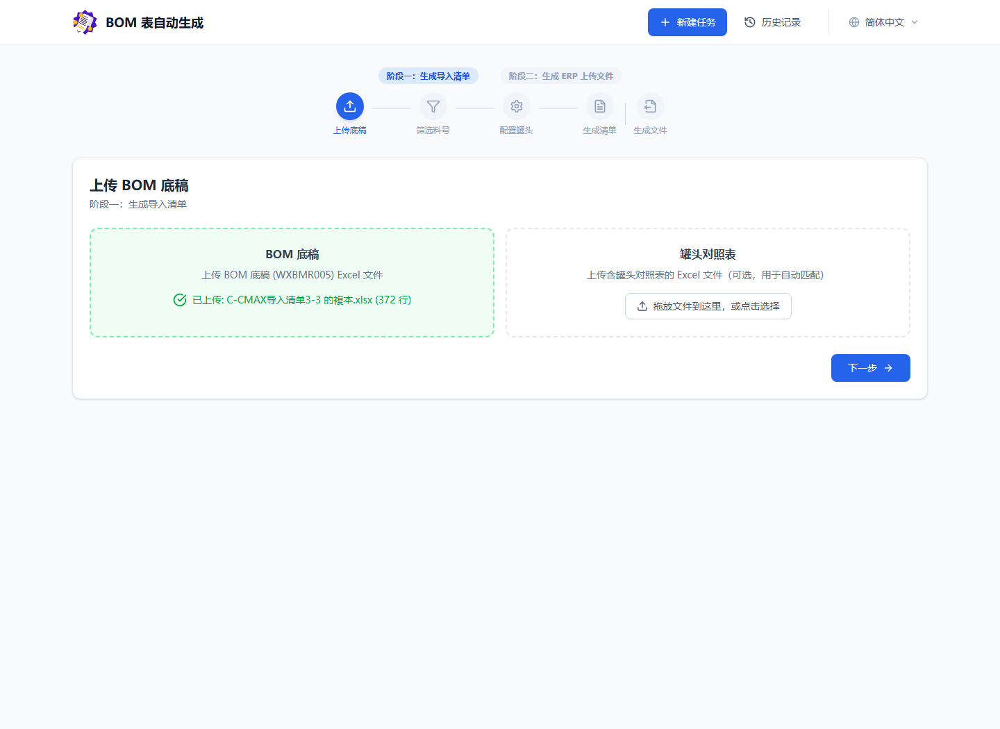 BOM 表自动生成
新建任务
历史记录
简体中文
阶段一：生成导入清单
阶段二：生成 ERP 上传文件
上传底稿
筛选料号
配置罐头
生成清单
生成文件
上传 BOM 底稿
阶段一：生成导入清单
BOM 底稿
上传 BOM 底稿 (WXBMR005) Excel 文件
已上传: C-CMAX导入清单3-3 的複本.xlsx (372 行)
罐头对照表
上传含罐头对照表的 Excel 文件（可选，用于自动匹配）
拖放文件到这里，或点击选择
下一步